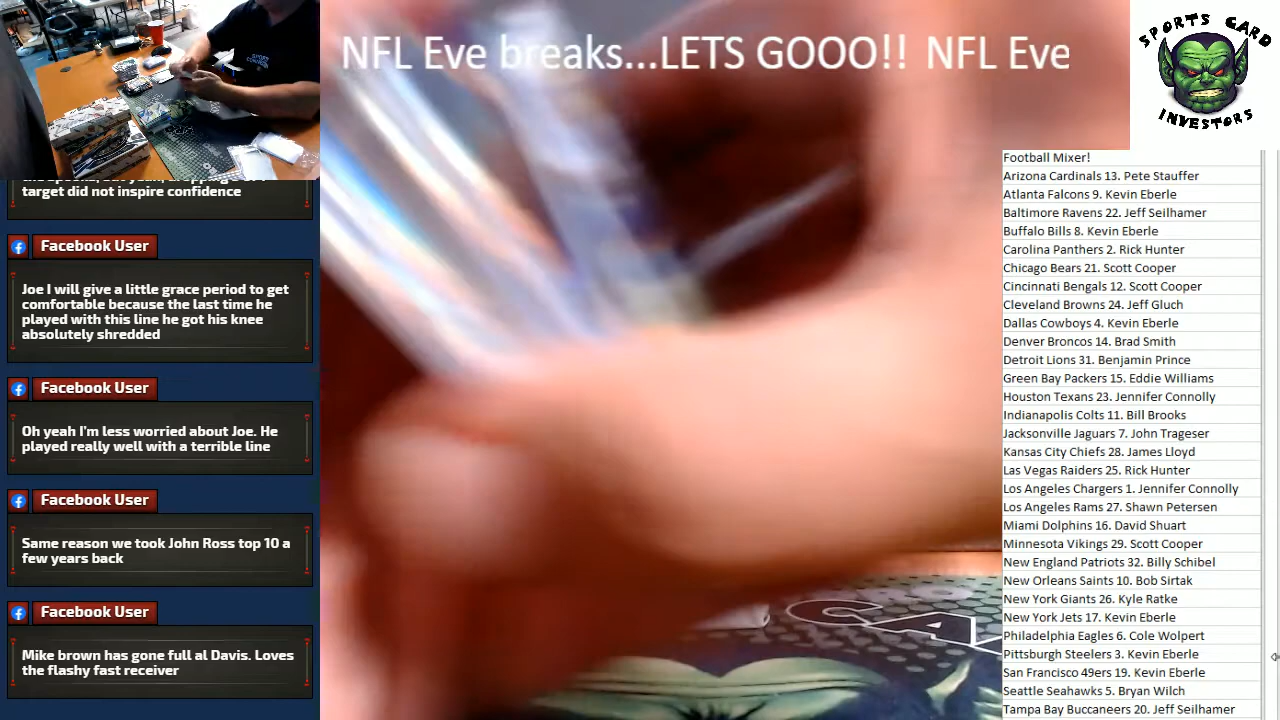 NFL Eve breaks...LETS GOOO!! NFL Eve
SPORTS CARD
INVESTORS
target did not inspire confidence
Facebook User
Joe I will give a little grace period to get
comfortable because the last time he
played with this line he got his knee
absolutely shredded
Facebook User
Oh yeah I'm less worried about Joe. He
played really well with a terrible line
Facebook User
Same reason we took John Ross top 10 a
few years back
Facebook User
Mike brown has gone full al Davis. Loves
the flashy fast receiver
Football Mixer!
Arizona Cardinals 13. Pete Stauffer
Atlanta Falcons 9. Kevin Eberle
Baltimore Ravens 22. Jeff Seilhamer
Buffalo Bills 8. Kevin Eberle
Carolina Panthers 2. Rick Hunter
Chicago Bears 21. Scott Cooper
Cincinnati Bengals 12. Scott Cooper
Cleveland Browns 24. Jeff Gluch
Dallas Cowboys 4. Kevin Eberle
Denver Broncos 14. Brad Smith
Detroit Lions 31. Benjamin Prince
Green Bay Packers 15. Eddie Williams
Houston Texans 23. Jennifer Connolly
Indianapolis Colts 11. Bill Brooks
Jacksonville Jaguars 7. John Trageser
Kansas City Chiefs 28. James Lloyd
Las Vegas Raiders 25. Rick Hunter
Los Angeles Chargers 1. Jennifer Connolly
Los Angeles Rams 27. Shawn Petersen
Miami Dolphins 16. David Shuart
Minnesota Vikings 29. Scott Cooper
New England Patriots 32. Billy Schibel
New Orleans Saints 10. Bob Sirtak
New York Giants 26. Kyle Ratke
New York Jets 17. Kevin Eberle
Philadelphia Eagles 6. Cole Wolpert
Pittsburgh Steelers 3. Kevin Eberle
San Francisco 49ers 19. Kevin Eberle
Seattle Seahawks 5. Bryan Wilch
Tampa Bay Buccaneers 20. Jeff Seilhamer